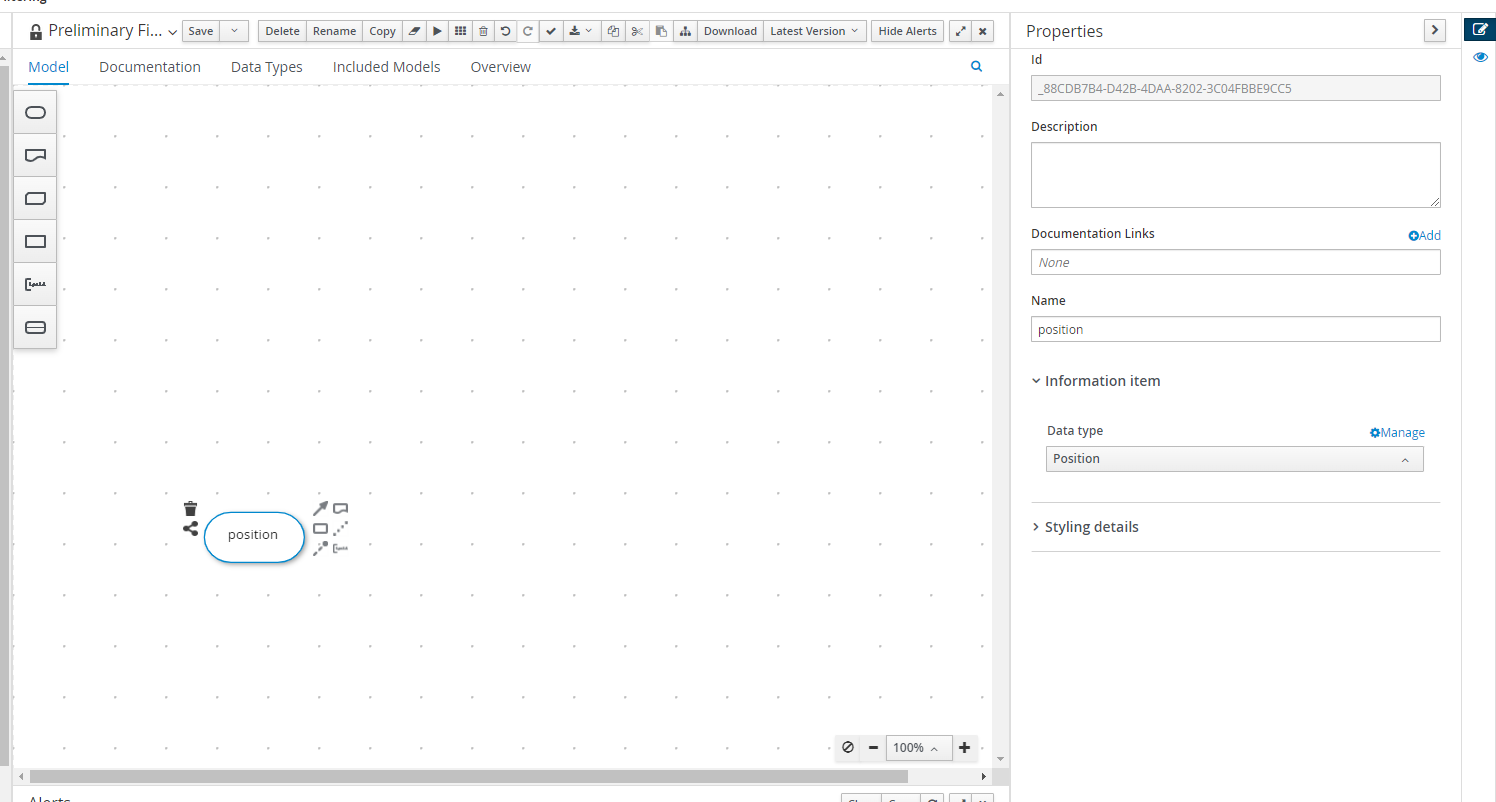 Preliminary Fi...
Save
Delete
Rename
Copy
Download
Latest Version
Hide Alerts
Model
Documentation
Data Types
Included Models
Overview
position
100%
Alerts
Properties
Id
_88CDB7B4-D42B-4DAA-8202-3C04FBBE9CC5
Description
Documentation Links
Add
None
Name
position
Information item
Data type
Manage
Position
Styling details